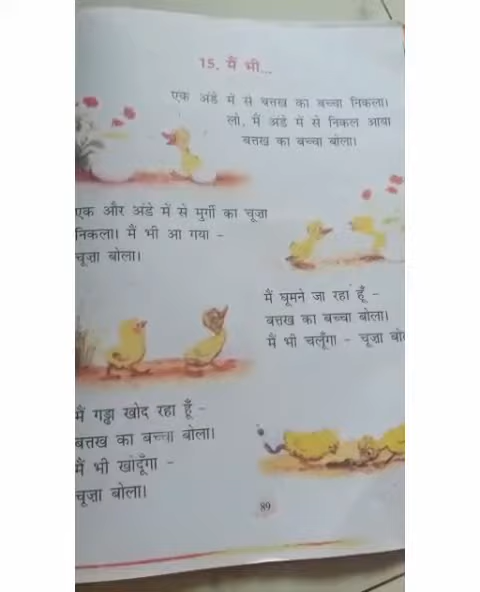 15. मैं भी...
एक अंडे में से बत्तख का बच्चा निकला।
लो, मैं अंडे में से निकल आया
बत्तख का बच्चा बोला।
एक और अंडे में से मुर्गी का चूज़ा
निकला। मैं भी आ गया -
चूज़ा बोला।
मैं घूमने जा रहा हूँ -
बत्तख का बच्चा बोला।
मैं भी चलूँगा - चूज़ा
मैं गड्ढा खोद रहा हूँ -
बत्तख का बच्चा बोला।
मैं भी खोदूँगा -
चूज़ा बोला।
89